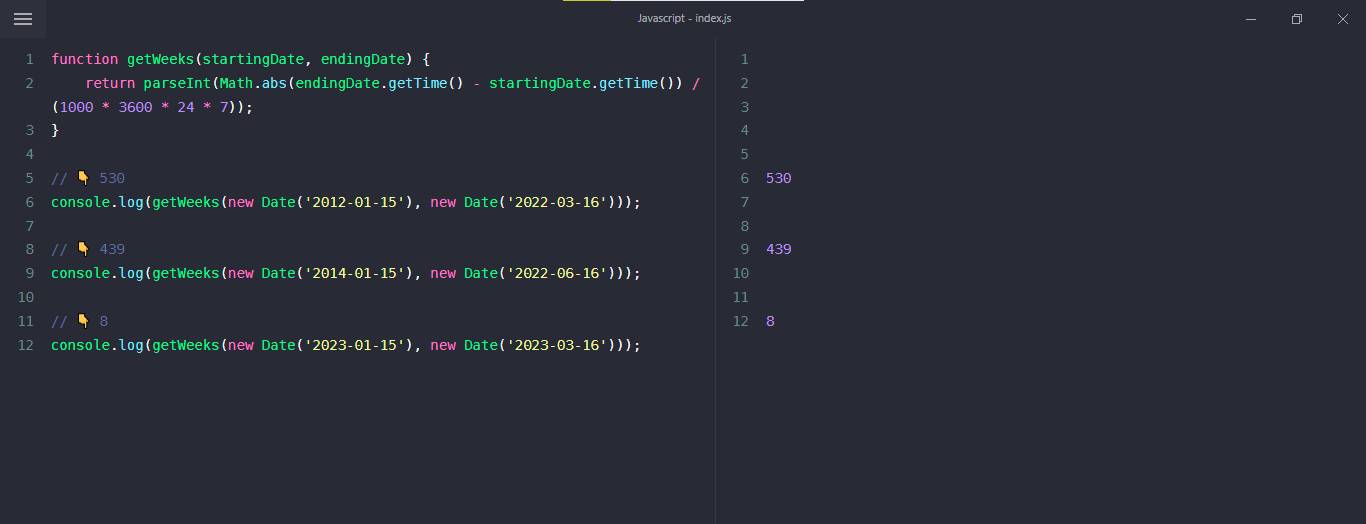 Javascript - index.js
1 function getWeeks(startingDate, endingDate) {
2     return parseInt(Math.abs(endingDate.getTime() - startingDate.getTime()) /
(1000 * 3600 * 24 * 7));
3 }
4
5 // 👇 530
6 console.log(getWeeks(new Date('2012-01-15'), new Date('2022-03-16')));
7
8 // 👇 439
9 console.log(getWeeks(new Date('2014-01-15'), new Date('2022-06-16')));
10
11 // 👇 8
12 console.log(getWeeks(new Date('2023-01-15'), new Date('2023-03-16')));
1
2
3
4
5
6 530
7
8
9 439
10
11
12 8